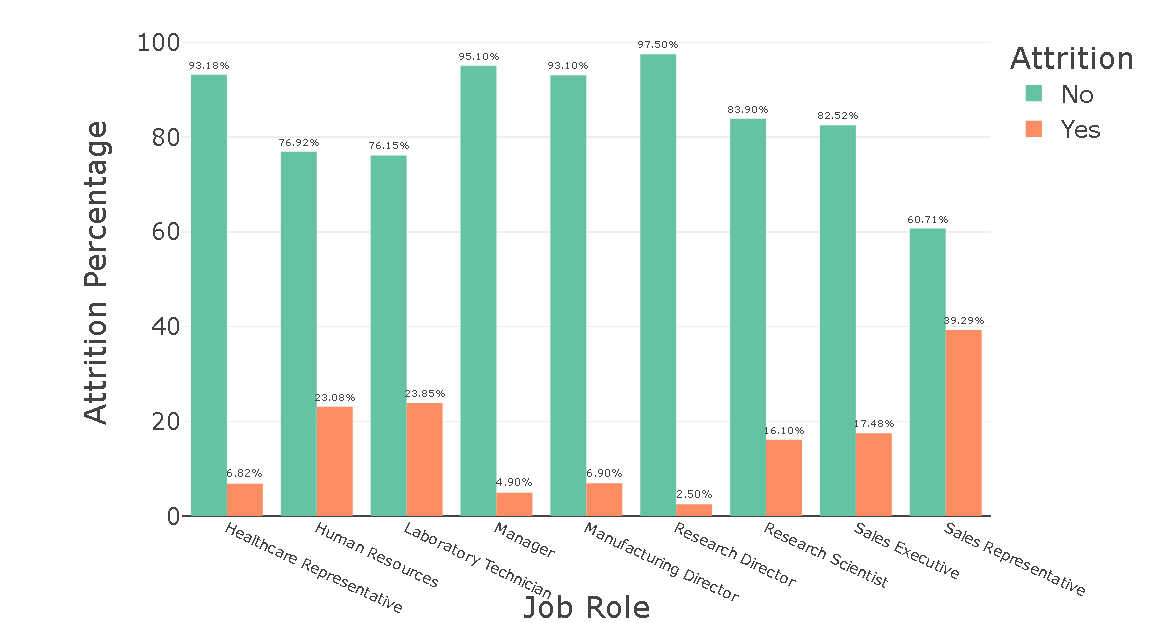 Attrition
No
Yes
Attrition Percentage
100
80
60
40
20
0
93.18%
76.92%
76.15%
95.10%
93.10%
97.50%
83.90%
82.52%
60.71%
6.82%
23.08%
23.85%
4.90%
6.90%
2.50%
16.10%
17.48%
39.29%
Healthcare Representative
Human Resources
Laboratory Technician
Manager
Manufacturing Director
Research Director
Research Scientist
Sales Executive
Sales Representative
Job Role